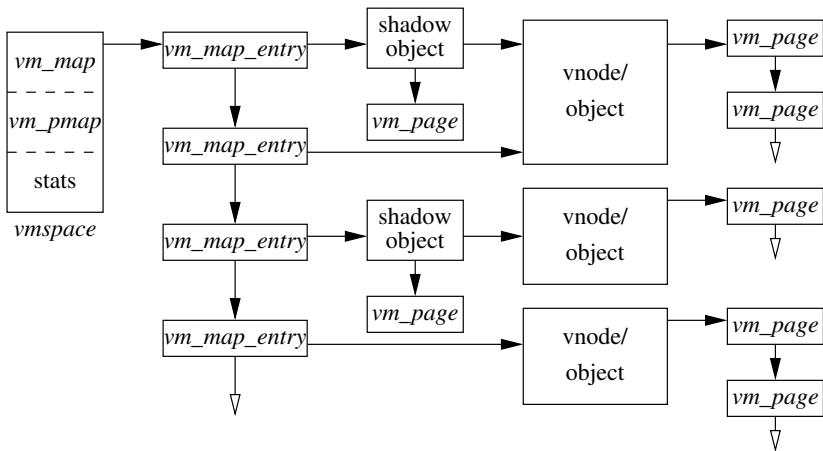 vm_map
vm_pmap
stats
vmspace
vm_map_entry
shadow
object
vm_page
vnode/
object
vm_page
vm_page
vm_map_entry
vm_map_entry
shadow
object
vm_page
vnode/
object
vm_page
vm_map_entry
vnode/
object
vm_page
vm_page